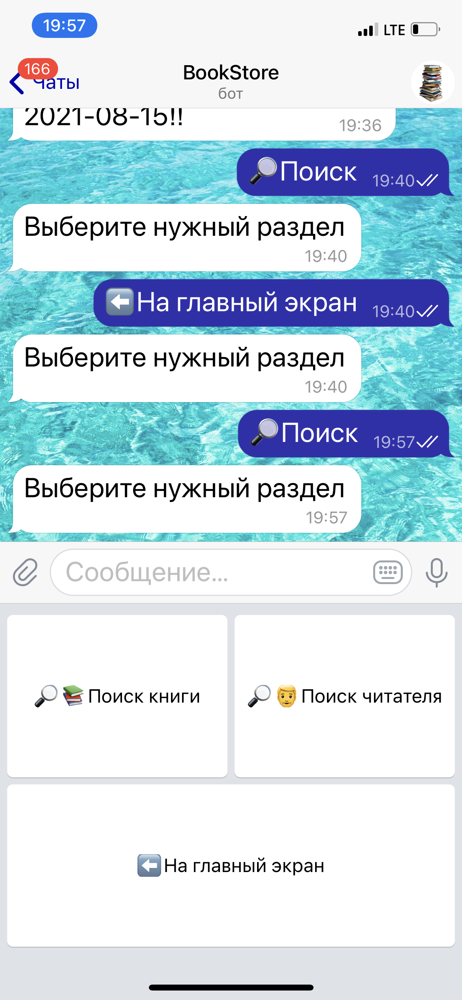 19:57
LTE
166
Чаты
BookStore
бот
2021-08-15!!
19:36
🔎Поиск 19:40
Выберите нужный раздел
19:40
⬅️На главный экран 19:40
Выберите нужный раздел
19:40
🔎Поиск 19:57
Выберите нужный раздел
19:57
Сообщение...
🔎📚Поиск книги
🔎👨Поиск читателя
⬅️На главный экран